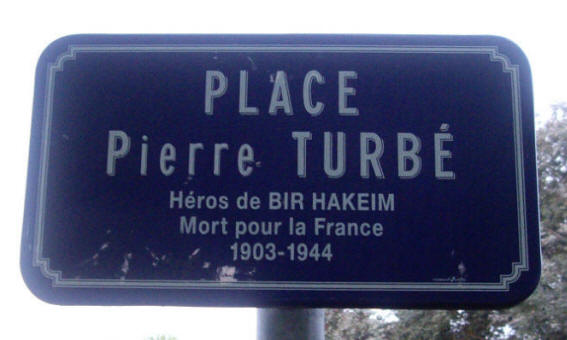 PLACE
Pierre TURBÉ
Héros de BIR HAKEIM
Mort pour la France
1903-1944